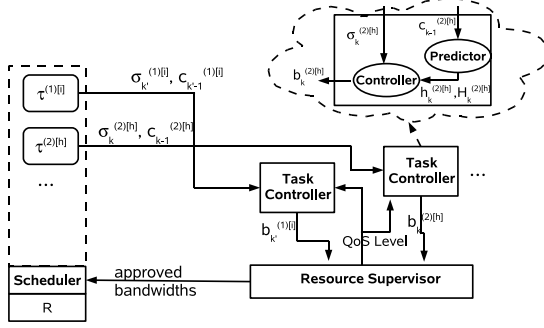 σₖ⁽²⁾[h]
cₖ₋₁⁽²⁾[h]
Predictor
bₖ⁽²⁾[h]
Controller
hₖ⁽²⁾[h], Hₖ⁽²⁾[h]
τ⁽¹⁾[i]
σₖ'⁽¹⁾[i], cₖ'₋₁⁽¹⁾[i]
τ⁽²⁾[h]
σₖ⁽²⁾[h], cₖ₋₁⁽²⁾[h]
...
Task
Controller
Task
Controller
...
bₖ'⁽¹⁾[i]
bₖ⁽²⁾[h]
QoS Level
Scheduler
R
approved
bandwidths
Resource Supervisor